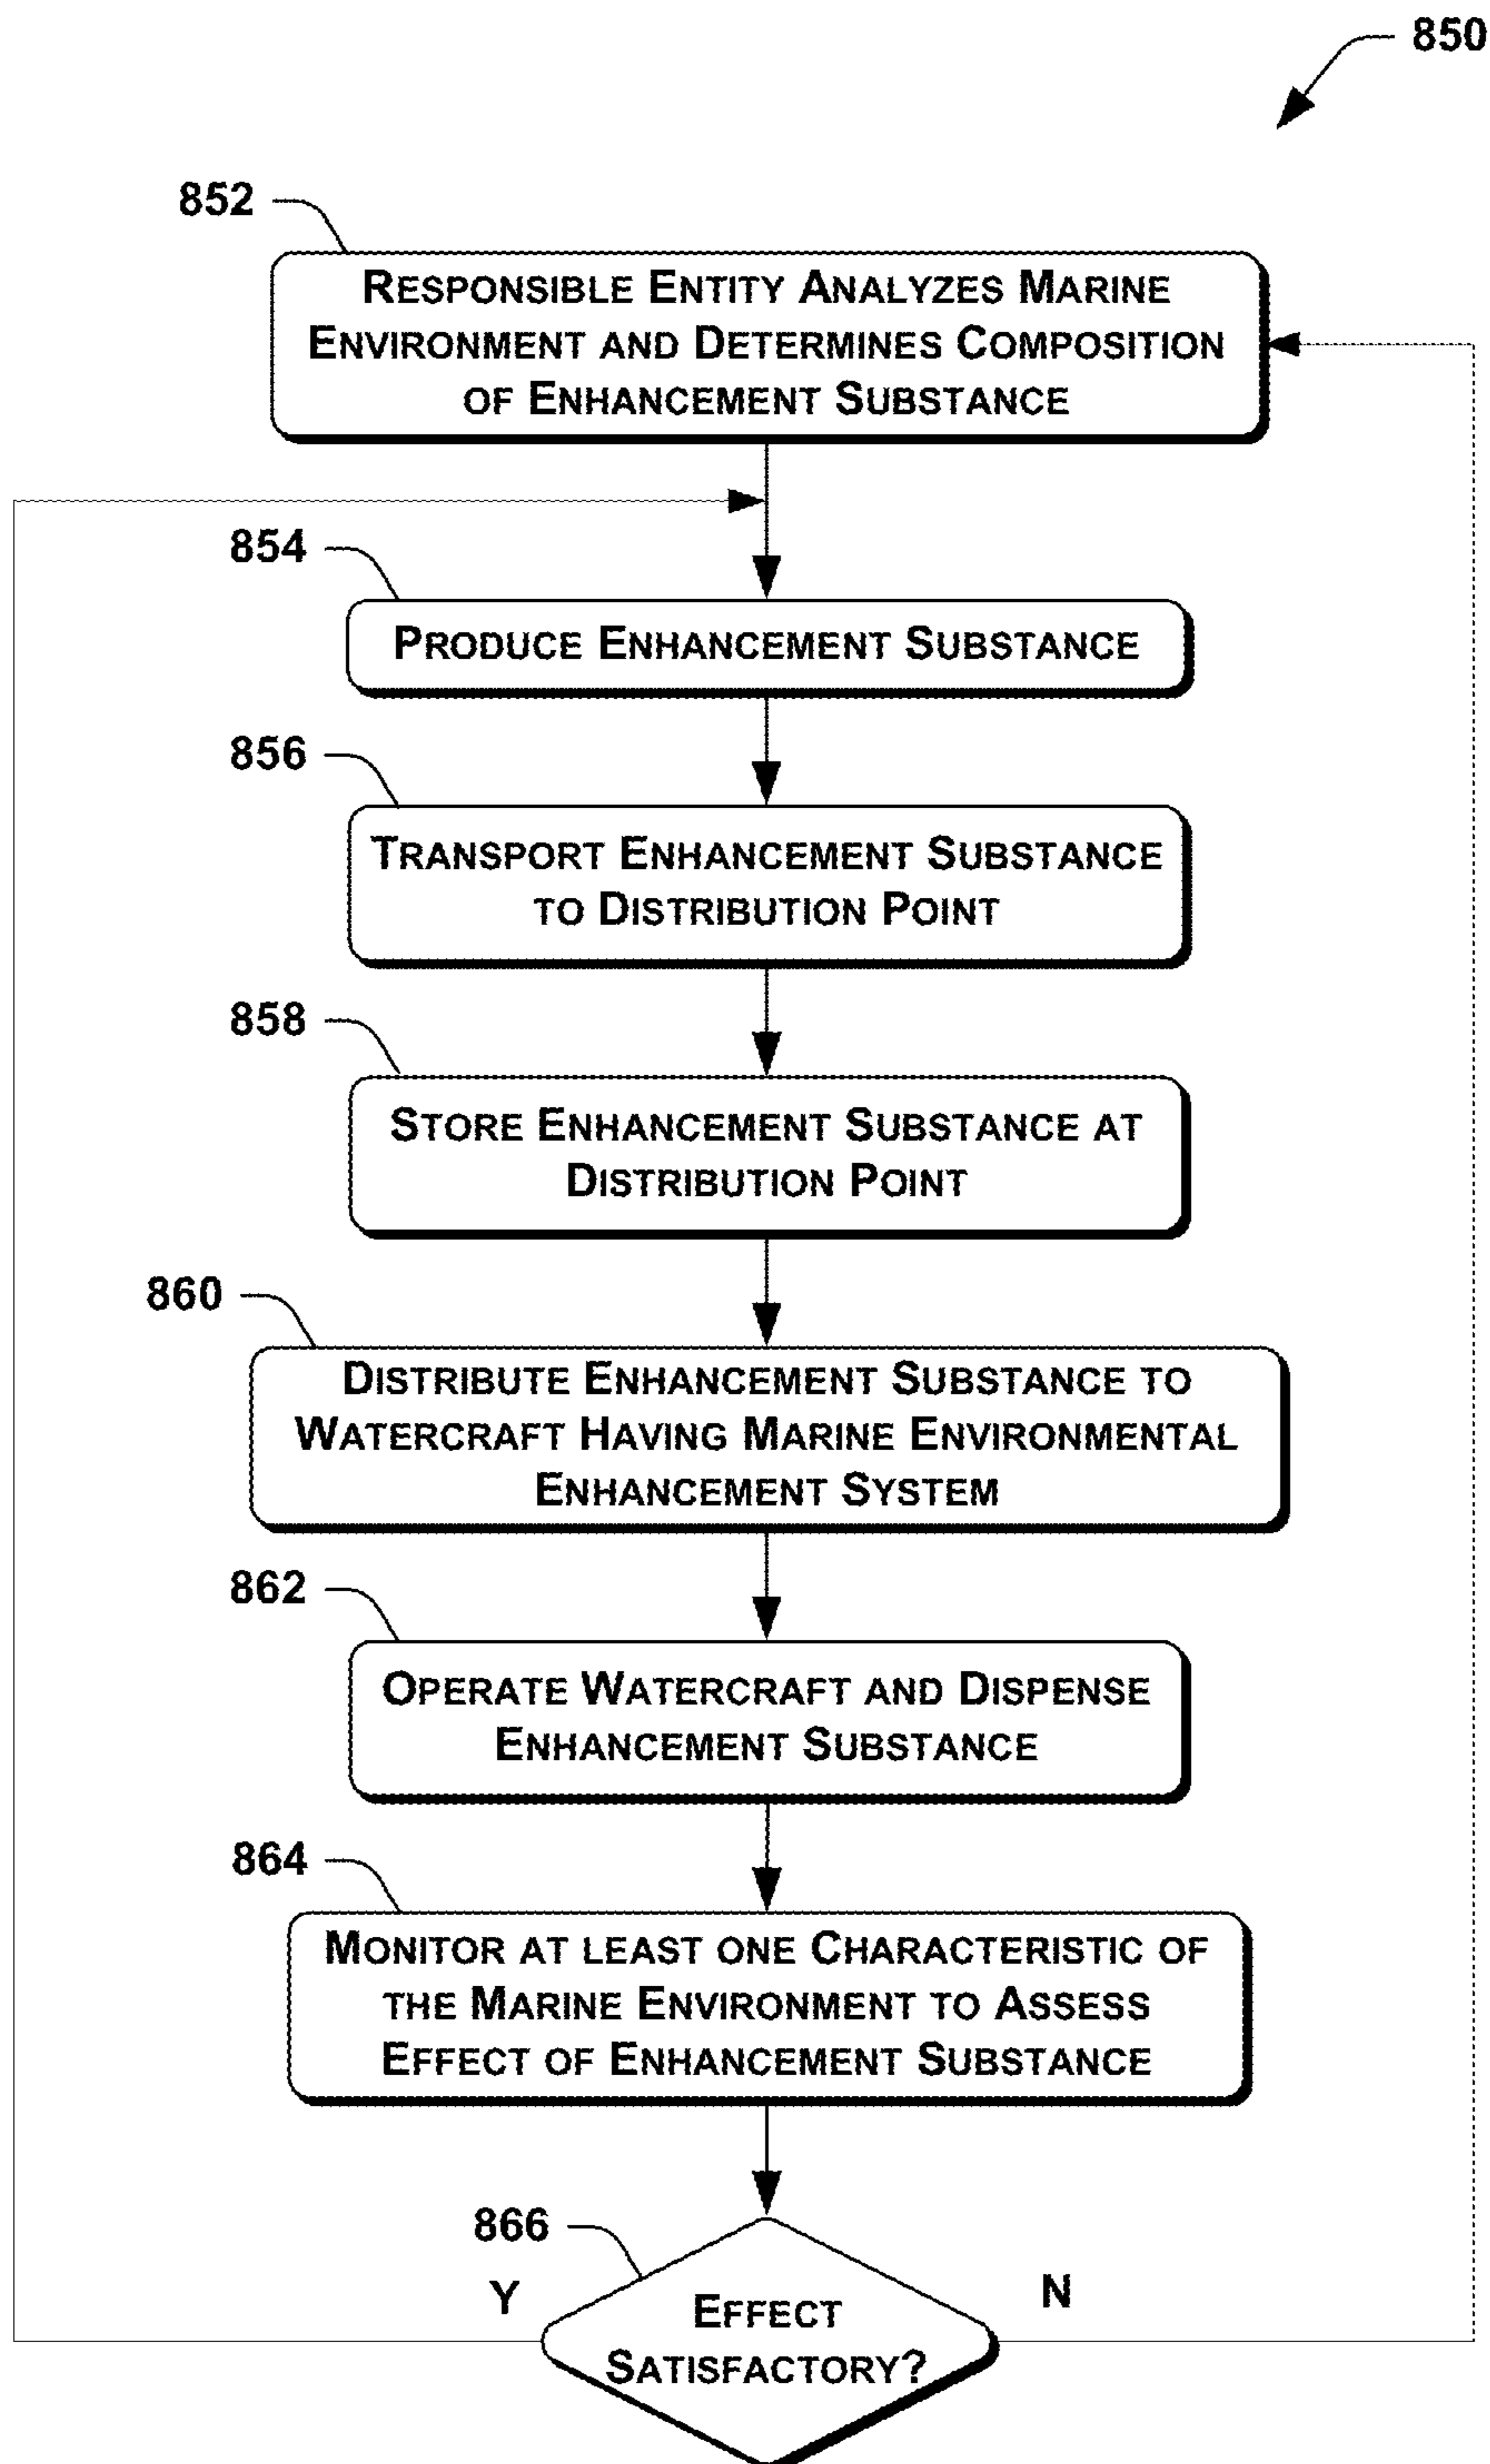 850
852
RESPONSIBLE ENTITY ANALYZES MARINE
ENVIRONMENT AND DETERMINES COMPOSITION
OF ENHANCEMENT SUBSTANCE
854
PRODUCE ENHANCEMENT SUBSTANCE
856
TRANSPORT ENHANCEMENT SUBSTANCE
TO DISTRIBUTION POINT
858
STORE ENHANCEMENT SUBSTANCE AT
DISTRIBUTION POINT
860
DISTRIBUTE ENHANCEMENT SUBSTANCE TO
WATERCRAFT HAVING MARINE ENVIRONMENTAL
ENHANCEMENT SYSTEM
862
OPERATE WATERCRAFT AND DISPENSE
ENHANCEMENT SUBSTANCE
864
MONITOR AT LEAST ONE CHARACTERISTIC OF
THE MARINE ENVIRONMENT TO ASSESS
EFFECT OF ENHANCEMENT SUBSTANCE
866
Y
N
EFFECT
SATISFACTORY?